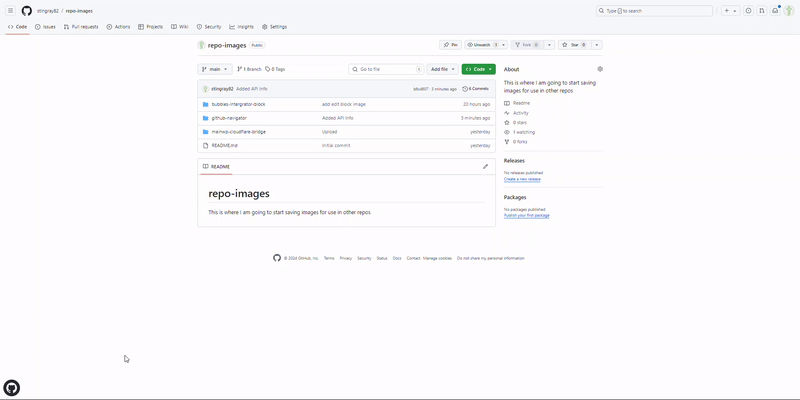 stingray82 / repo-images
Type / to search
Code Issues Pull requests Actions Projects Wiki Security Insights Settings
repo-images Public
Pin Unwatch 1 Fork 0 Star 0
main 1 Branch 0 Tags Go to file t Add file Code
stingray82 Added API Info 3 minutes ago 6 Commits
bubbles-intergrator-block add edit block image 20 hours ago
github-navigator Added API Info 3 minutes ago
mainwp-cloudflare-bridge Upload yesterday
README.md Initial commit yesterday
README
repo-images
This is where I am going to start saving images for use in other repos
About
This is where I am going to start saving
images for use in other repos
Readme
Activity
0 stars
1 watching
0 forks
Releases
No releases published
Create a new release
Packages
No packages published
Publish your first package
© 2024 GitHub, Inc. Terms Privacy Security Status Docs Contact Manage cookies Do not share my personal information